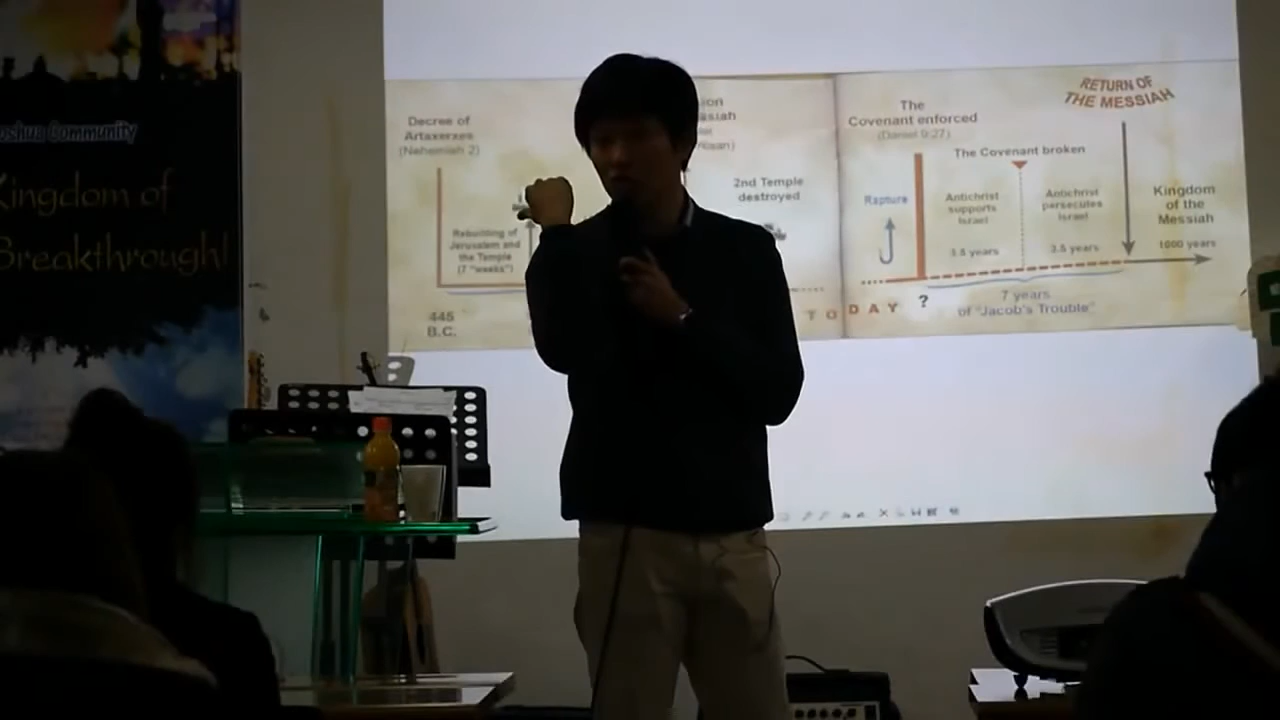 oshua Community
Kingdom of
Breakthrough!
Decree of
Artaxerxes
(Nehemiah 2)
Rebuilding of
Jerusalem and
the Temple
(7 "weeks")
445
B.C.
2nd Temple
destroyed
The
Covenant enforced
(Daniel 9:27)
RETURN OF
THE MESSIAH
The Covenant broken
Rapture
Antichrist
supports
Israel
3.5 years
Antichrist
persecutes
Israel
3.5 years
Kingdom
of the
Messiah
1000 years
TODAY ?
7 years
of "Jacob's Trouble"